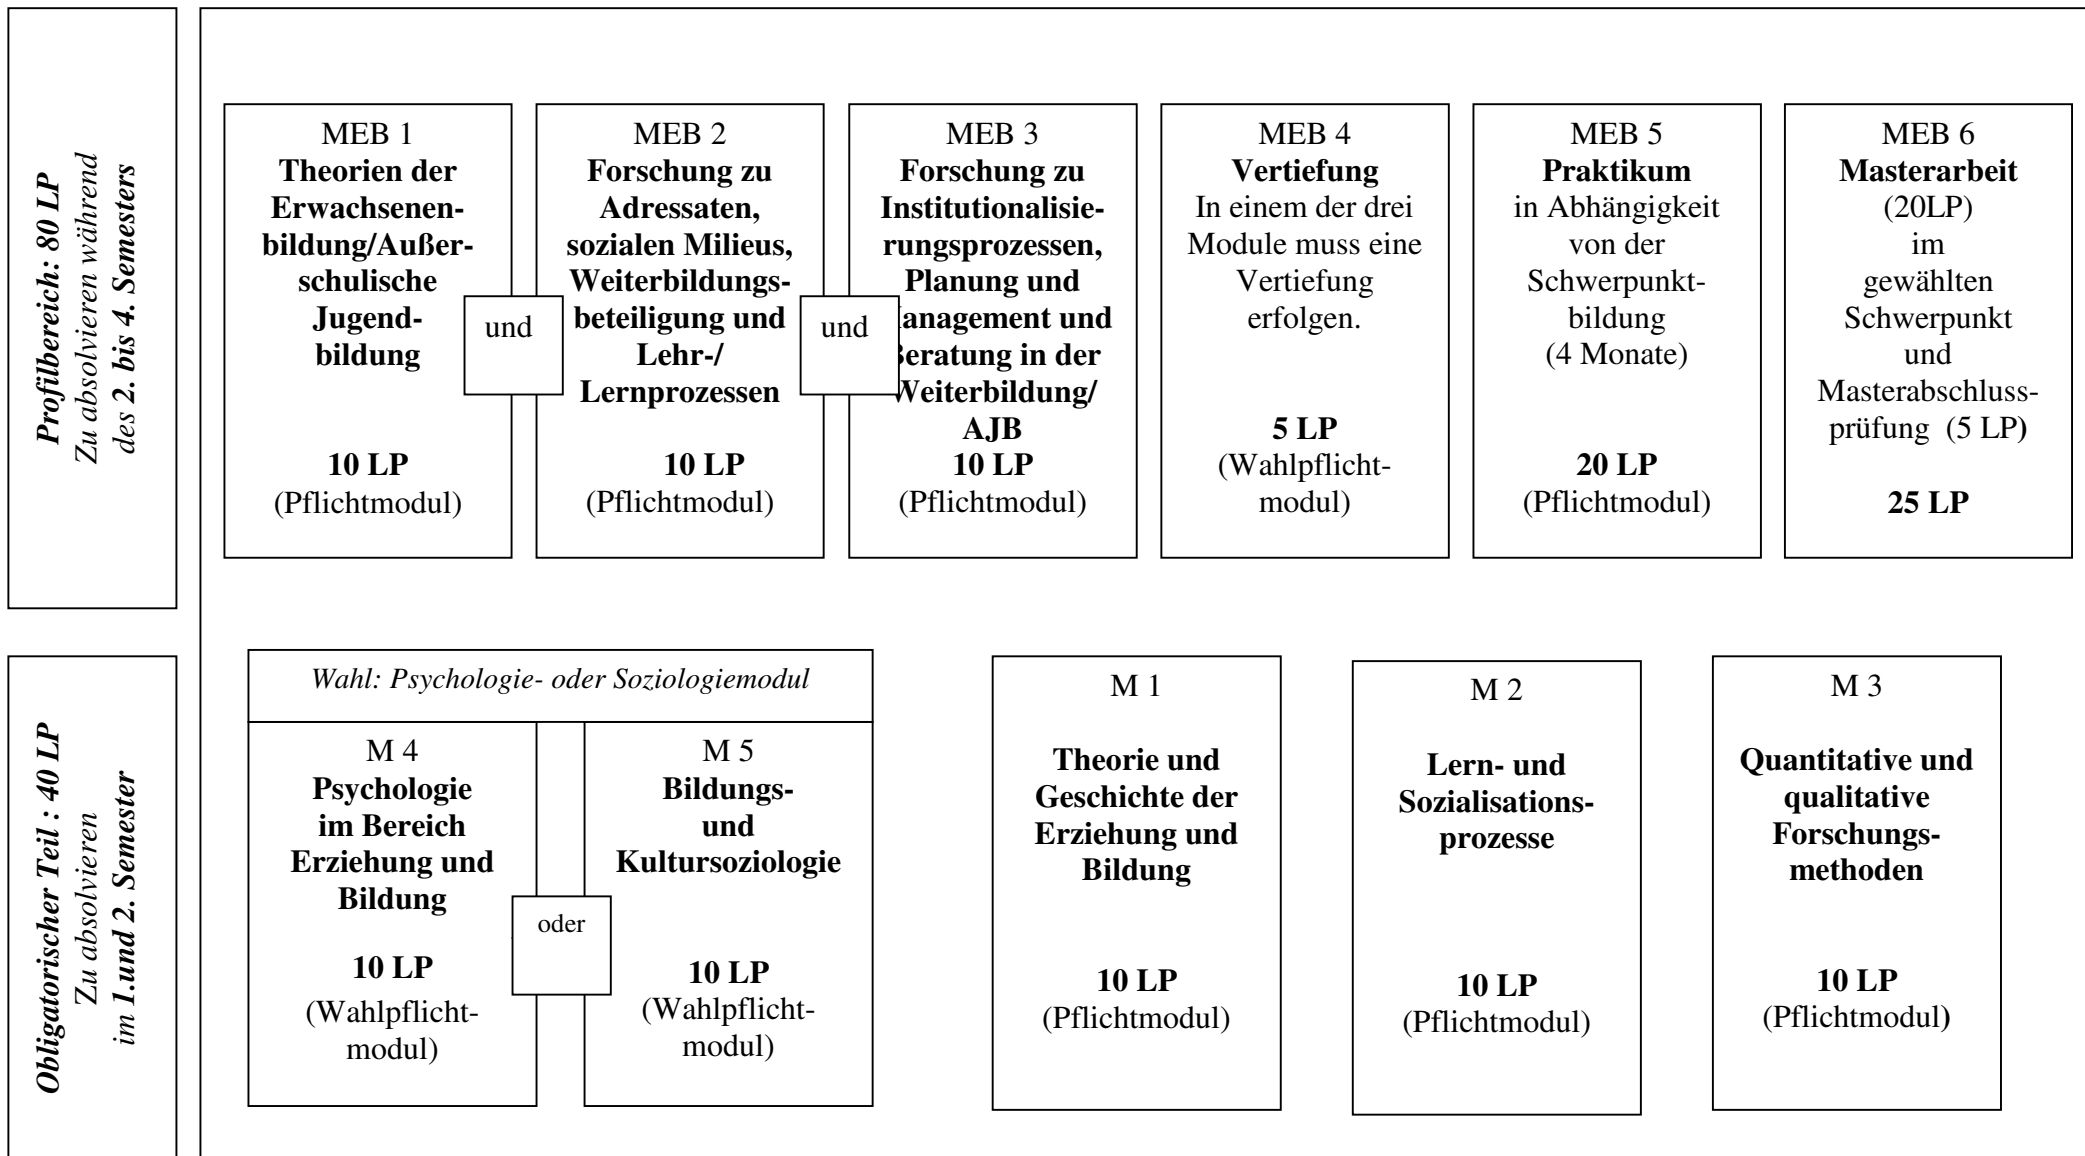 Profilbereich: 80 LP
Zu absolvieren während
des 2. bis 4. Semesters
MEB 1
Theorien der
Erwachsenen-
bildung/Außer-
schulische
Jugend-
bildung
10 LP
(Pflichtmodul)
und
MEB 2
Forschung zu
Adressaten,
sozialen Milieus,
Weiterbildungs-
beteiligung und
Lehr-/
Lernprozessen
10 LP
(Pflichtmodul)
und
MEB 3
Forschung zu
Institutionalisie-
rungsprozessen,
Planung und
anagement und
eratung in der
Weiterbildung/
AJB
10 LP
(Pflichtmodul)
MEB 4
Vertiefung
In einem der drei
Module muss eine
Vertiefung
erfolgen.
5 LP
(Wahlpflicht-
modul)
MEB 5
Praktikum
in Abhängigkeit
von der
Schwerpunkt-
bildung
(4 Monate)
20 LP
(Pflichtmodul)
MEB 6
Masterarbeit
(20LP)
im
gewählten
Schwerpunkt
und
Masterabschluss-
prüfung (5 LP)
25 LP
Obligatorischer Teil : 40 LP
Zu absolvieren
im 1.und 2. Semester
Wahl: Psychologie- oder Soziologiemodul
M 4
Psychologie
im Bereich
Erziehung und
Bildung
10 LP
(Wahlpflicht-
modul)
oder
M 5
Bildungs-
und
Kultursoziologie
10 LP
(Wahlpflicht-
modul)
M 1
Theorie und
Geschichte der
Erziehung und
Bildung
10 LP
(Pflichtmodul)
M 2
Lern- und
Sozialisations-
prozesse
10 LP
(Pflichtmodul)
M 3
Quantitative und
qualitative
Forschungs-
methoden
10 LP
(Pflichtmodul)